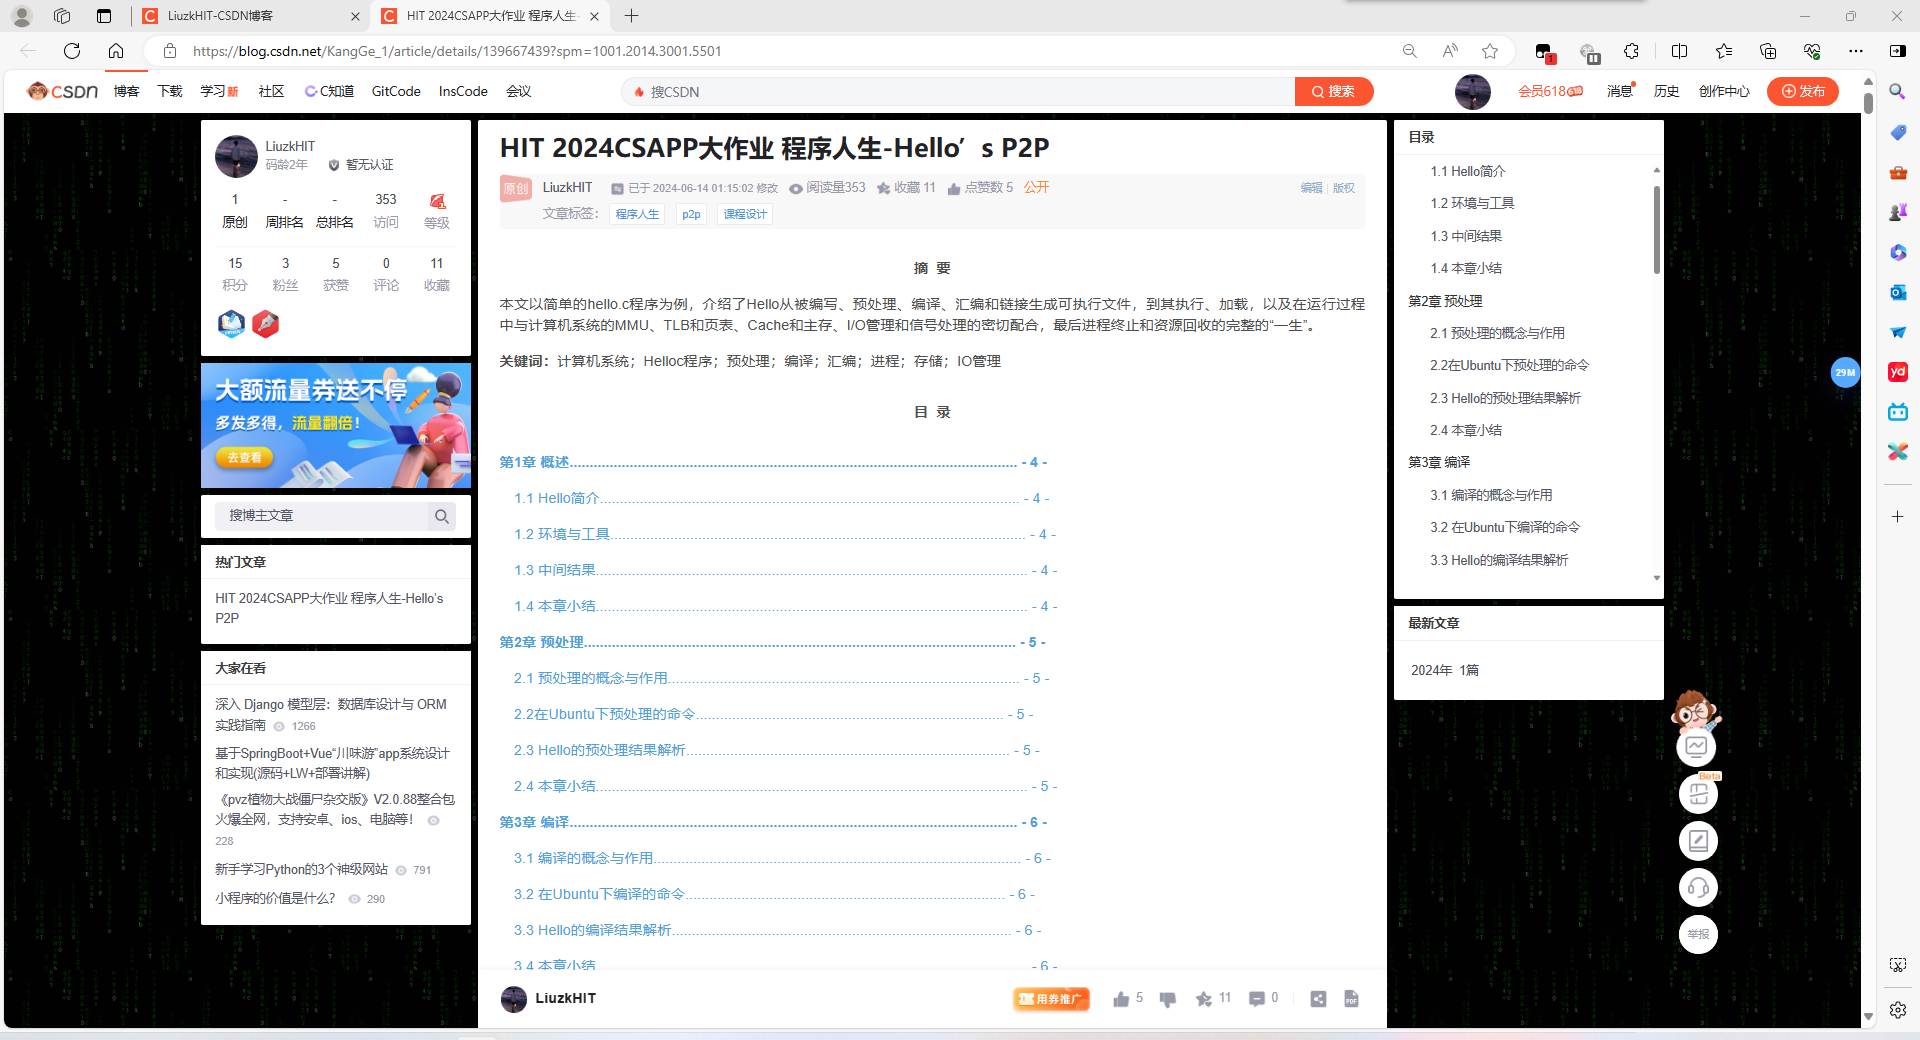 LiuzkHIT-CSDN博客
HIT 2024CSAPP大作业 程序人生-
https://blog.csdn.net/KangGe_1/article/details/139667439?spm=1001.2014.3001.5501
1
CSDN 博客 下载 学习新 社区 C知道 GitCode InsCode 会议
搜CSDN
搜索
会员618 消息 历史 创作中心 发布
LiuzkHIT
码龄2年 暂无认证
1 - - 353
原创 周排名 总排名 访问 等级
15 3 5 0 11
积分 粉丝 获赞 评论 收藏
大额流量券送不停
多发多得，流量翻倍！
去查看
搜博主文章
热门文章
HIT 2024CSAPP大作业 程序人生-Hello's
P2P
大家在看
深入 Django 模型层：数据库设计与 ORM
实践指南 1266
基于SpringBoot+Vue“川味游”app系统设计
和实现(源码+LW+部署讲解)
《pvz植物大战僵尸杂交版》V2.0.88整合包
火爆全网，支持安卓、ios、电脑等！
228
新手学习Python的3个神级网站 791
小程序的价值是什么？ 290
HIT 2024CSAPP大作业 程序人生-Hello’s P2P
原创 LiuzkHIT 已于 2024-06-14 01:15:02 修改 阅读量353 收藏 11 点赞数 5 公开 编辑 版权
文章标签： 程序人生 p2p 课程设计
摘 要
本文以简单的hello.c程序为例，介绍了Hello从被编写、预处理、编译、汇编和链接生成可执行文件，到其执行、加载，以及在运行过程
中与计算机系统的MMU、TLB和页表、Cache和主存、I/O管理和信号处理的密切配合，最后进程终止和资源回收的完整的“一生”。
关键词：计算机系统；Helloc程序；预处理；编译；汇编；进程；存储；IO管理
目 录
第1章 概述........ - 4 -
1.1 Hello简介........ - 4 -
1.2 环境与工具........ - 4 -
1.3 中间结果........ - 4 -
1.4 本章小结........ - 4 -
第2章 预处理........ - 5 -
2.1 预处理的概念与作用........ - 5 -
2.2在Ubuntu下预处理的命令........ - 5 -
2.3 Hello的预处理结果解析........ - 5 -
2.4 本章小结........ - 5 -
第3章 编译........ - 6 -
3.1 编译的概念与作用........ - 6 -
3.2 在Ubuntu下编译的命令........ - 6 -
3.3 Hello的编译结果解析........ - 6 -
3.4 本章小结 - 6 -
LiuzkHIT
用券推广 5 11 0
PDF
目录
1.1 Hello简介
1.2 环境与工具
1.3 中间结果
1.4 本章小结
第2章 预处理
2.1 预处理的概念与作用
2.2在Ubuntu下预处理的命令
2.3 Hello的预处理结果解析
2.4 本章小结
第3章 编译
3.1 编译的概念与作用
3.2 在Ubuntu下编译的命令
3.3 Hello的编译结果解析
最新文章
2024年 1篇
29M
Beta
举报
yd